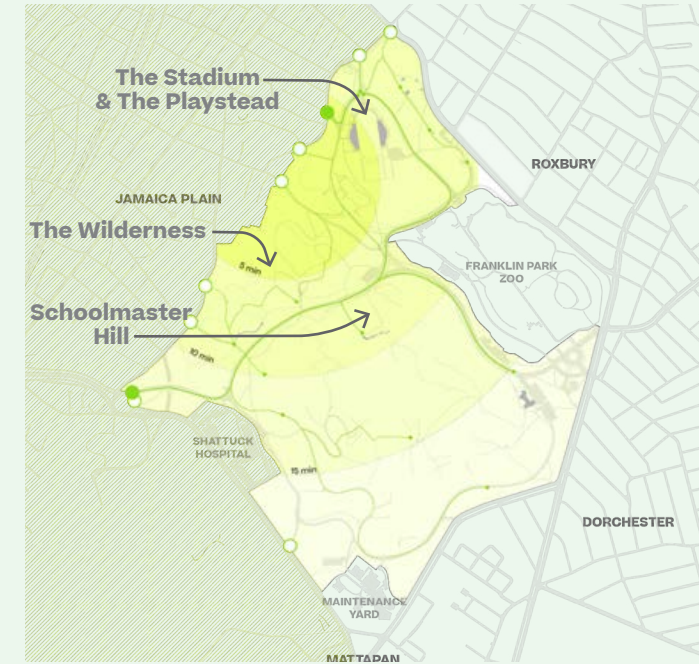 The Stadium
& The Playstead
ROXBURY
JAMAICA PLAIN
The Wilderness
5 min
FRANKLIN PARK
ZOO
Schoolmaster
Hill
10 min
SHATTUCK
HOSPITAL
15 min
DORCHESTER
MAINTENANCE
YARD
MATTAPAN